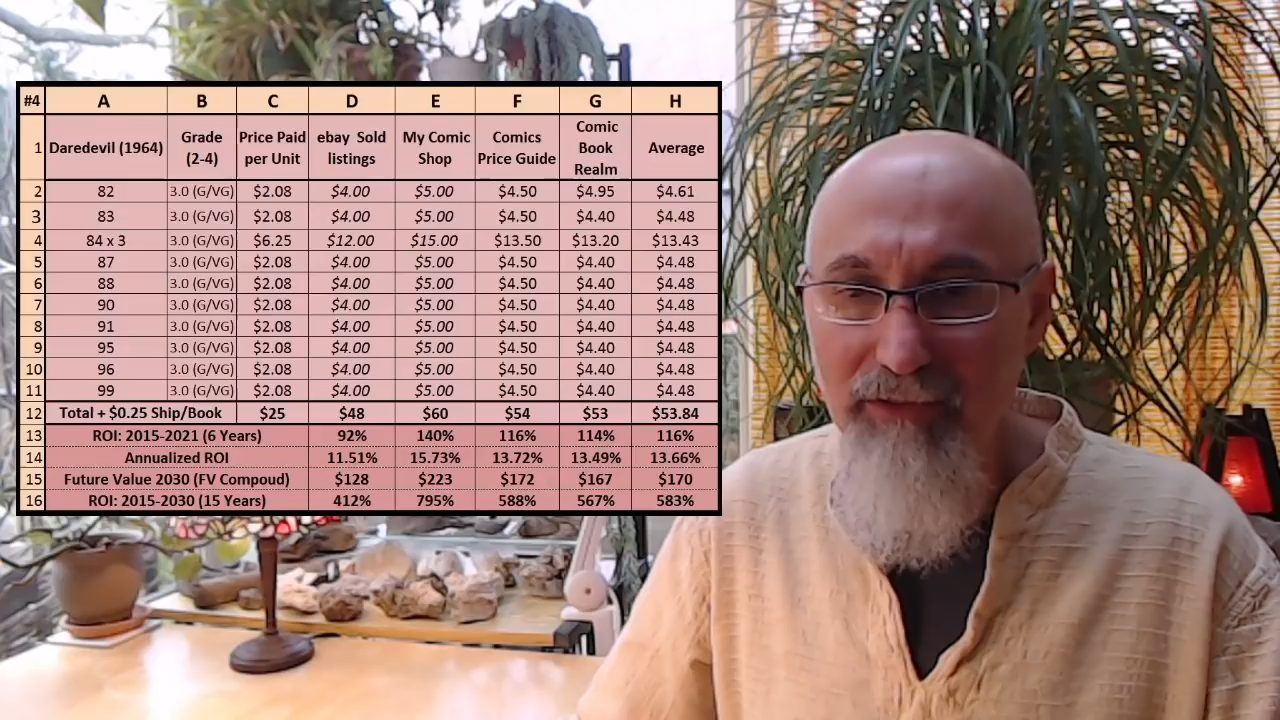 #4 A B C D E F G H
1 Daredevil (1964) Grade (2-4) Price Paid per Unit ebay Sold listings My Comic Shop Comics Price Guide Comic Book Realm Average
2 82 3.0 (G/VG) $2.08 $4.00 $5.00 $4.50 $4.95 $4.61
3 83 3.0 (G/VG) $2.08 $4.00 $5.00 $4.50 $4.40 $4.48
4 84 x 3 3.0 (G/VG) $6.25 $12.00 $15.00 $13.50 $13.20 $13.43
5 87 3.0 (G/VG) $2.08 $4.00 $5.00 $4.50 $4.40 $4.48
6 88 3.0 (G/VG) $2.08 $4.00 $5.00 $4.50 $4.40 $4.48
7 90 3.0 (G/VG) $2.08 $4.00 $5.00 $4.50 $4.40 $4.48
8 91 3.0 (G/VG) $2.08 $4.00 $5.00 $4.50 $4.40 $4.48
9 95 3.0 (G/VG) $2.08 $4.00 $5.00 $4.50 $4.40 $4.48
10 96 3.0 (G/VG) $2.08 $4.00 $5.00 $4.50 $4.40 $4.48
11 99 3.0 (G/VG) $2.08 $4.00 $5.00 $4.50 $4.40 $4.48
12 Total + $0.25 Ship/Book $25 $48 $60 $54 $53 $53.84
13 ROI: 2015-2021 (6 Years) 92% 140% 116% 114% 116%
14 Annualized ROI 11.51% 15.73% 13.72% 13.49% 13.66%
15 Future Value 2030 (FV Compoud) $128 $223 $172 $167 $170
16 ROI: 2015-2030 (15 Years) 412% 795% 588% 567% 583%